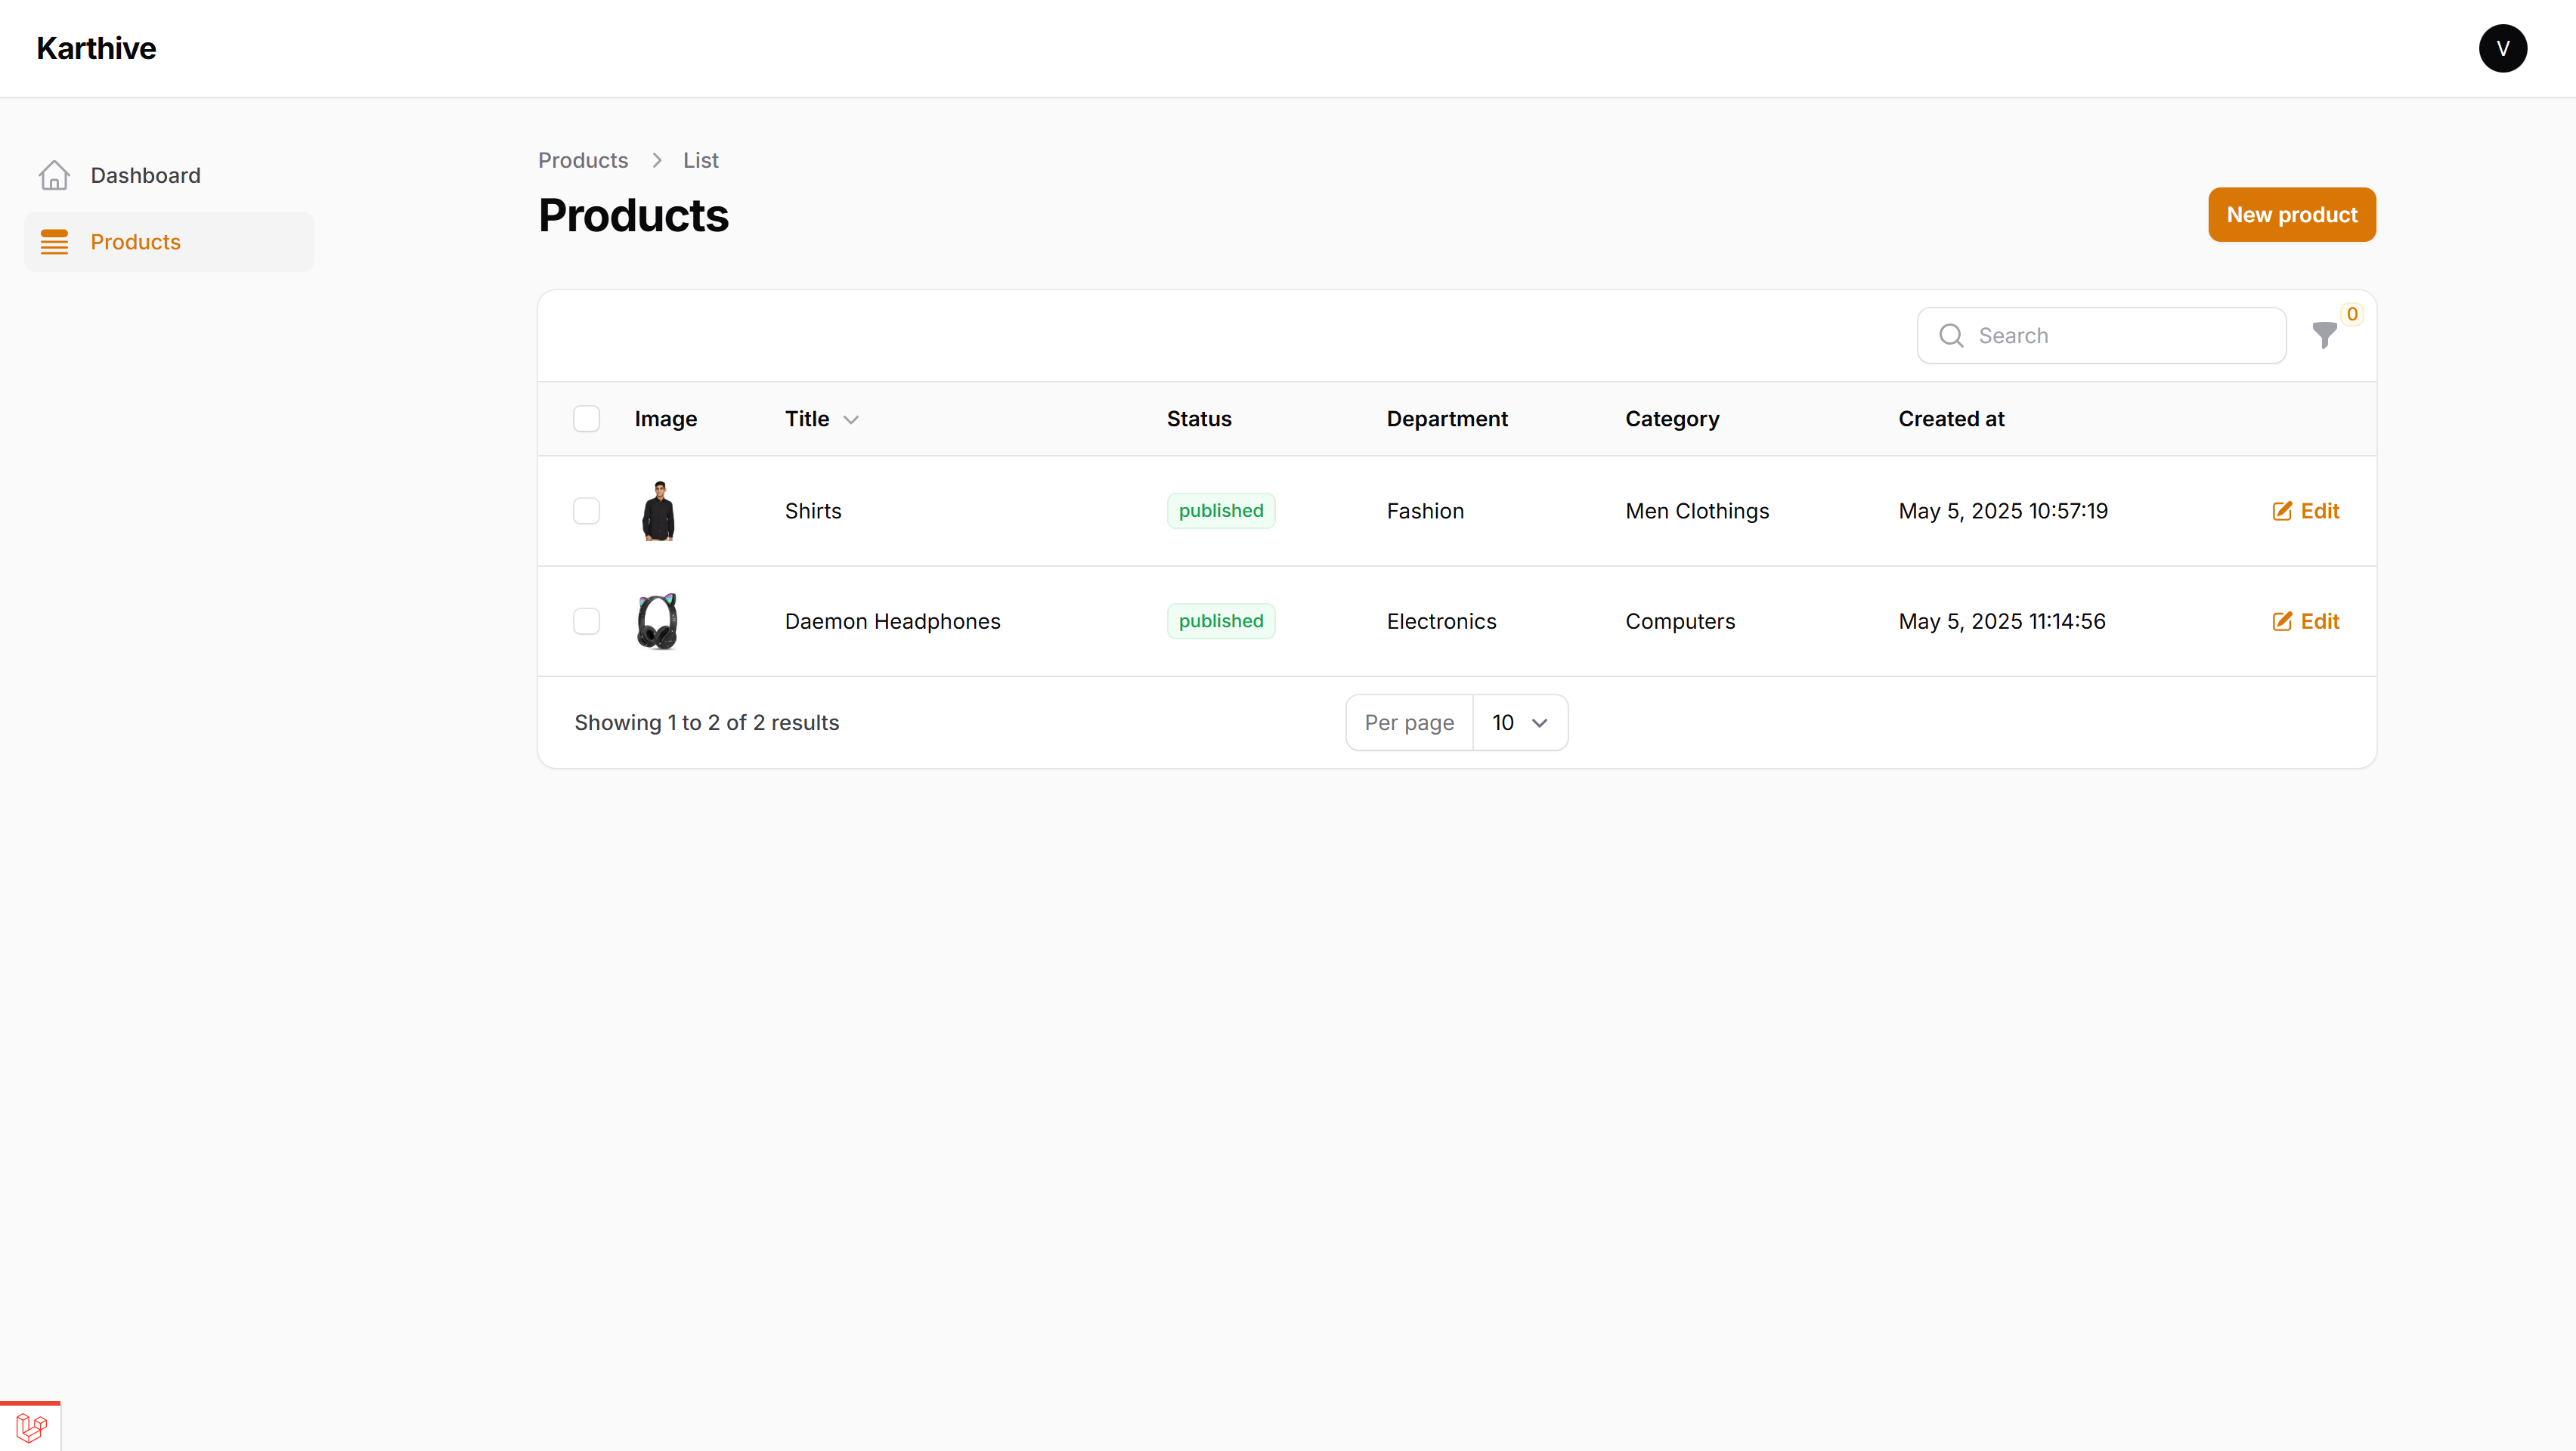 Karthive
V
Dashboard
Products
Products
List
Products
New product
Search
0
Image
Title
Status
Department
Category
Created at
Shirts
published
Fashion
Men Clothings
May 5, 2025 10:57:19
Edit
Daemon Headphones
published
Electronics
Computers
May 5, 2025 11:14:56
Edit
Showing 1 to 2 of 2 results
Per page
10